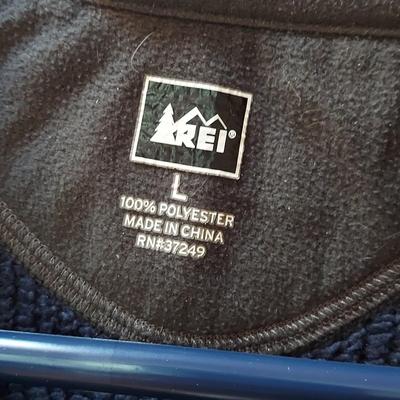 REI®
L
100% POLYESTER
MADE IN CHINA
RN#37249